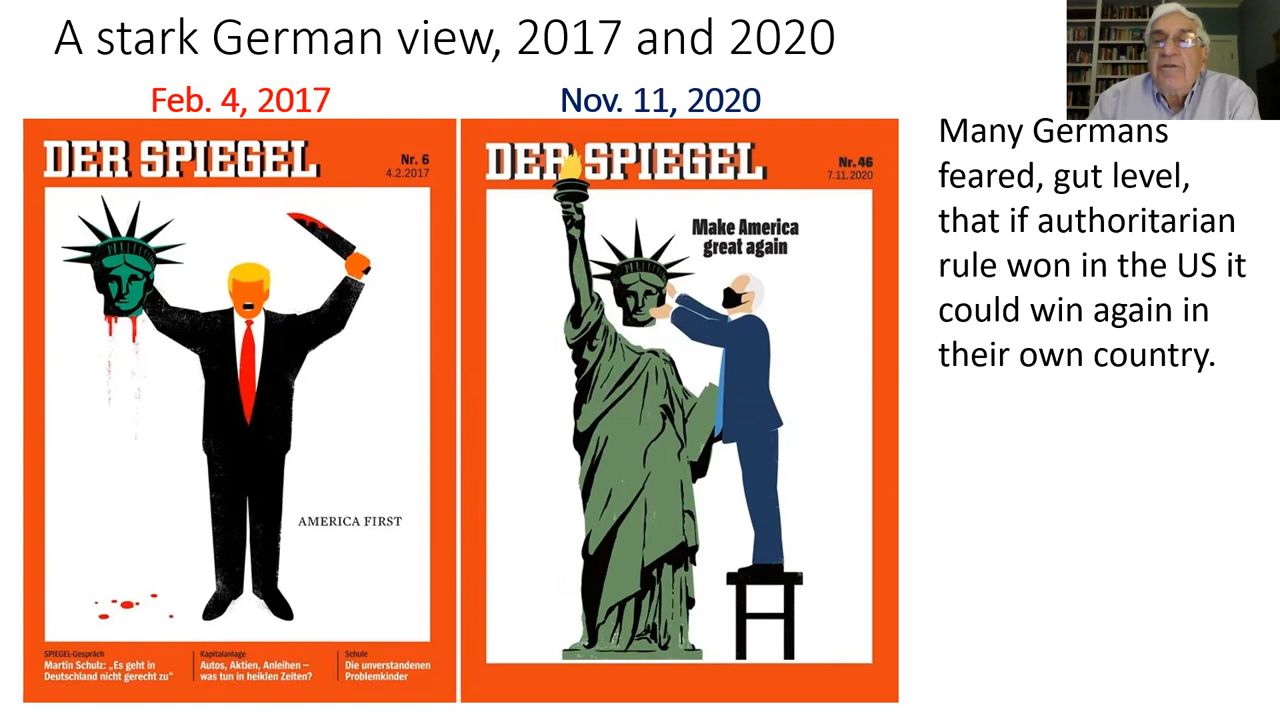 A stark German view, 2017 and 2020
Feb. 4, 2017
Nov. 11, 2020
DER SPIEGEL
Nr. 6
4.2.2017
AMERICA FIRST
SPIEGEL-Gespräch
Martin Schulz: „Es geht in
Deutschland nicht gerecht zu“
Kapitalanlage
Autos, Aktien, Anleihen –
was tun in heiklen Zeiten?
Schule
Die unverstandenen
Problemkinder
DER SPIEGEL
Nr. 46
7.11.2020
Make America
great again
Many Germans
feared, gut level,
that if authoritarian
rule won in the US it
could win again in
their own country.